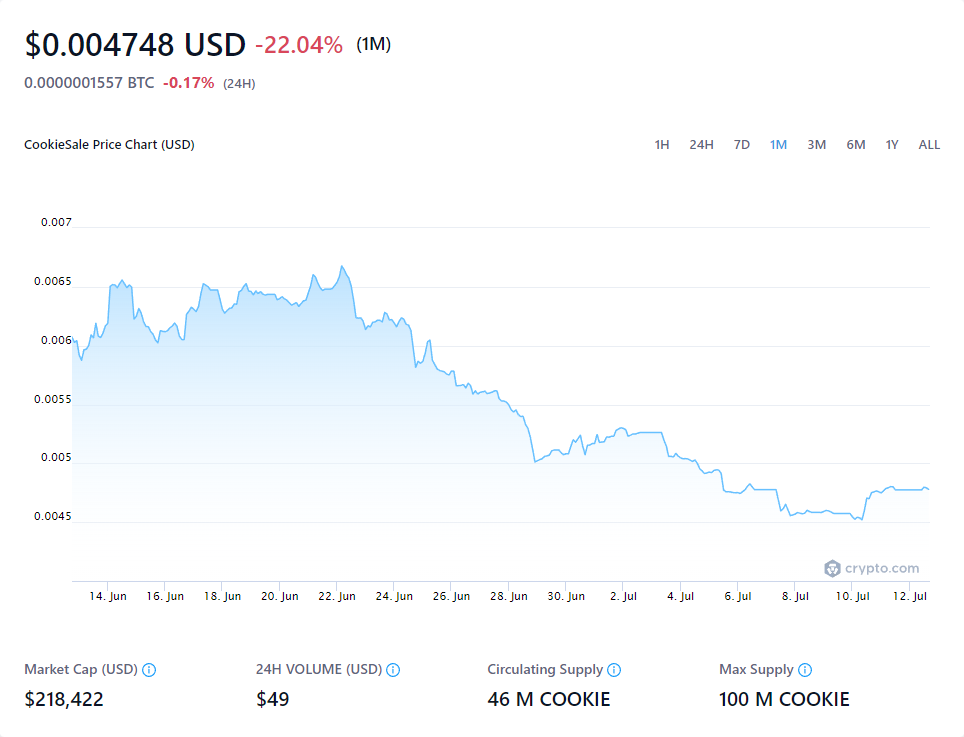 $0.004748 USD -22.04% (1M)
0.0000001557 BTC -0.17% (24H)
CookieSale Price Chart (USD)
1H 24H 7D 1M 3M 6M 1Y ALL
0.007
0.0065
0.006
0.0055
0.005
0.0045
crypto.com
14. Jun 16. Jun 18. Jun 20. Jun 22. Jun 24. Jun 26. Jun 28. Jun 30. Jun 2. Jul 4. Jul 6. Jul 8. Jul 10. Jul 12. Jul
Market Cap (USD) 24H VOLUME (USD) Circulating Supply Max Supply
$218,422 $49 46 M COOKIE 100 M COOKIE